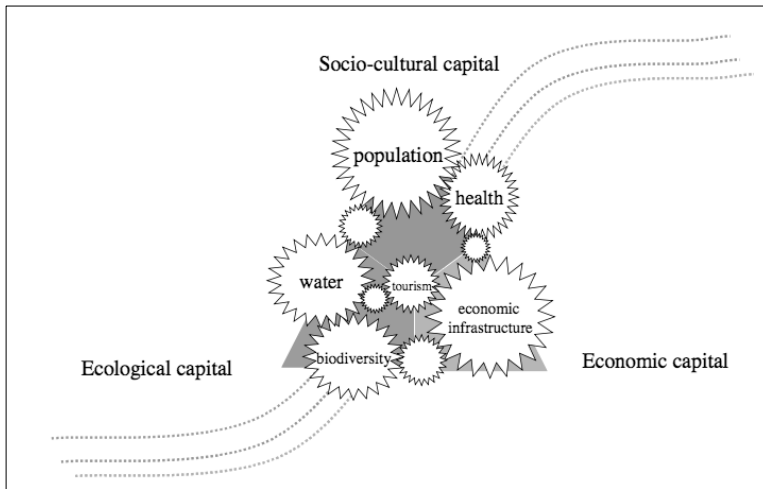 Socio-cultural capital
population
health
water
tourism
economic
infrastructure
biodiversity
Ecological capital
Economic capital